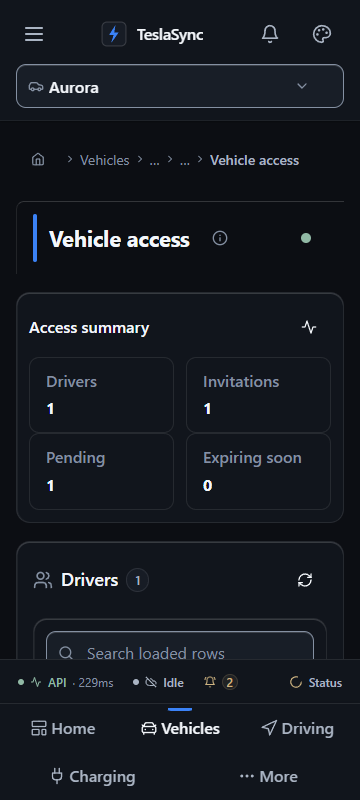 TeslaSync
Aurora
Vehicles ... ... Vehicle access
Vehicle access
Access summary
Drivers
1
Invitations
1
Pending
1
Expiring soon
0
Drivers 1
Search loaded rows
API · 229ms Idle 2 Status
Home Vehicles Driving
Charging ... More